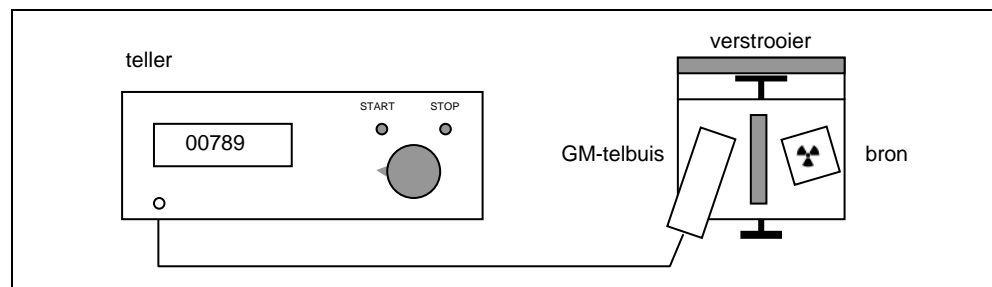 verstrooier
teller
START STOP
00789
GM-telbuis bron